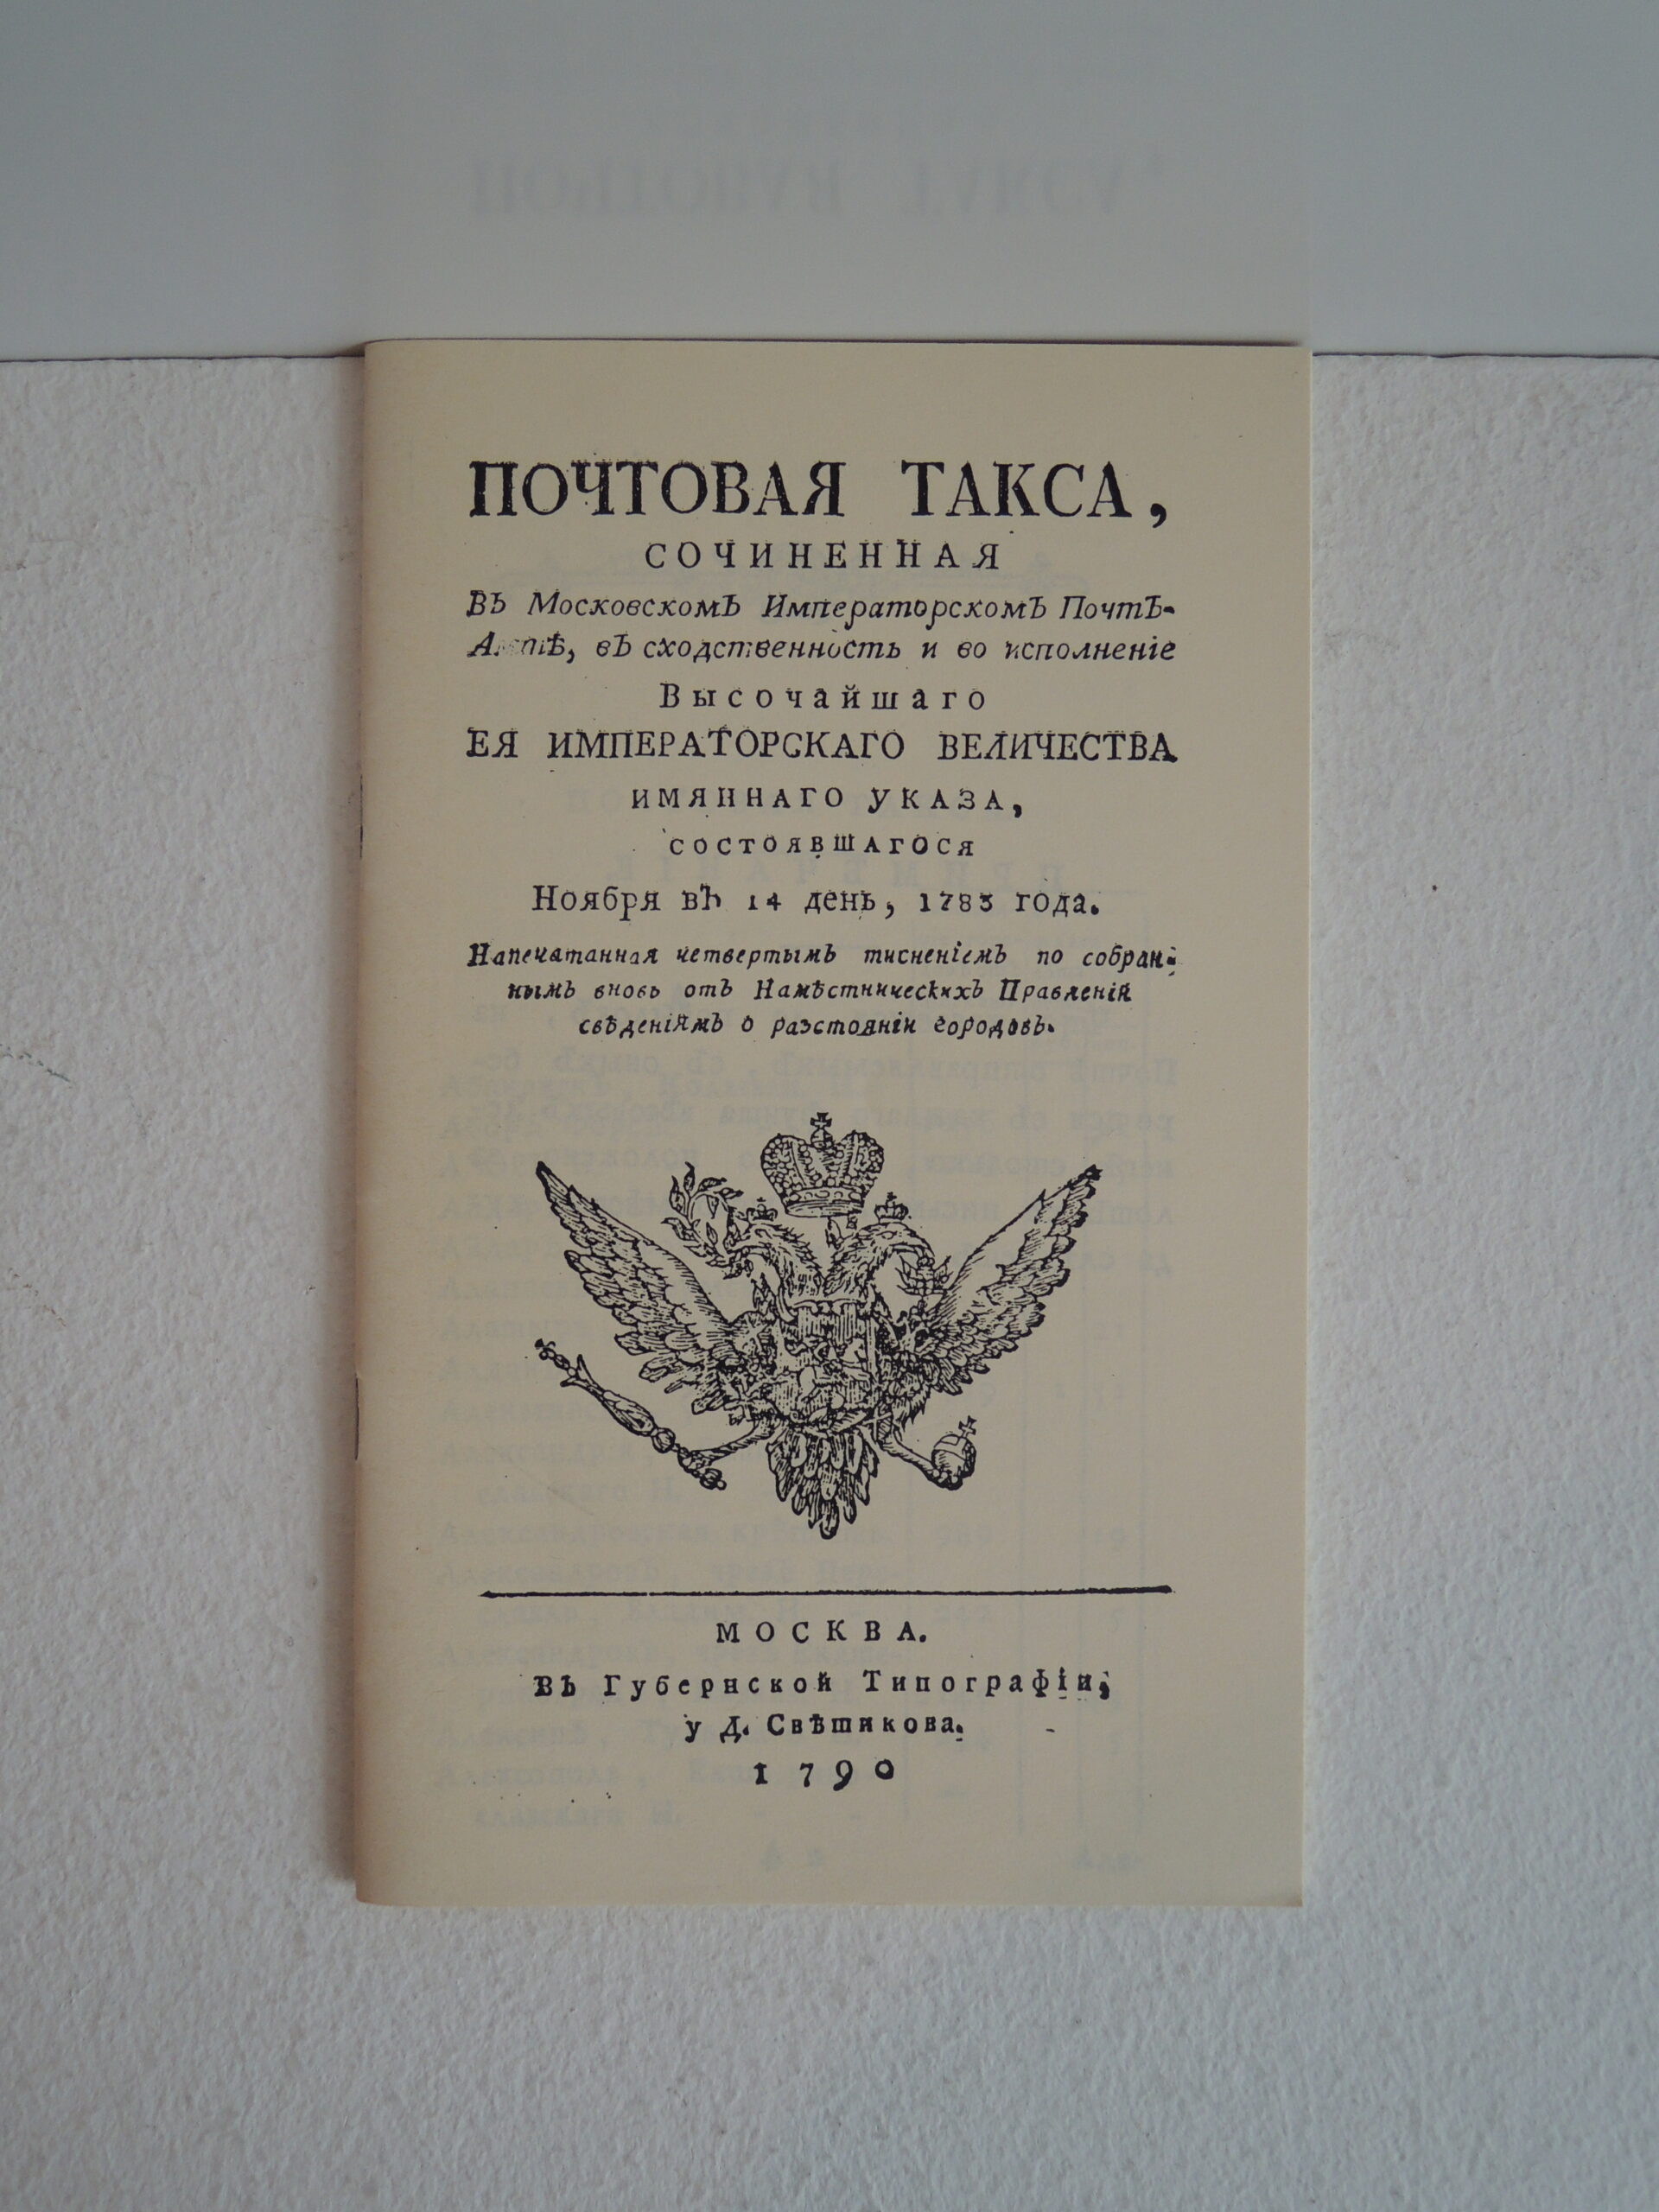 ПОЧТОВАЯ ТАКСА,
СОЧИНЕННАЯ
Въ Московскомъ Императорскомъ Почтъ-
Амтѣ, въ сходственность и во исполненіе
Высочайшаго
ЕЯ ИМПЕРАТОРСКАГО ВЕЛИЧЕСТВА
ИМЯННАГО УКАЗА,
СОСТОЯВШАГОСЯ
Ноября въ 14 день, 1783 года.
Напечатанная четвертымъ тисненіемъ по собран-
нымъ вновь отъ Намѣстническихъ Правленій
свѣденіямъ о разстояніи городовъ.
МОСКВА.
Въ Губернской Типографіи,
у Д. Свѣшникова.
1790